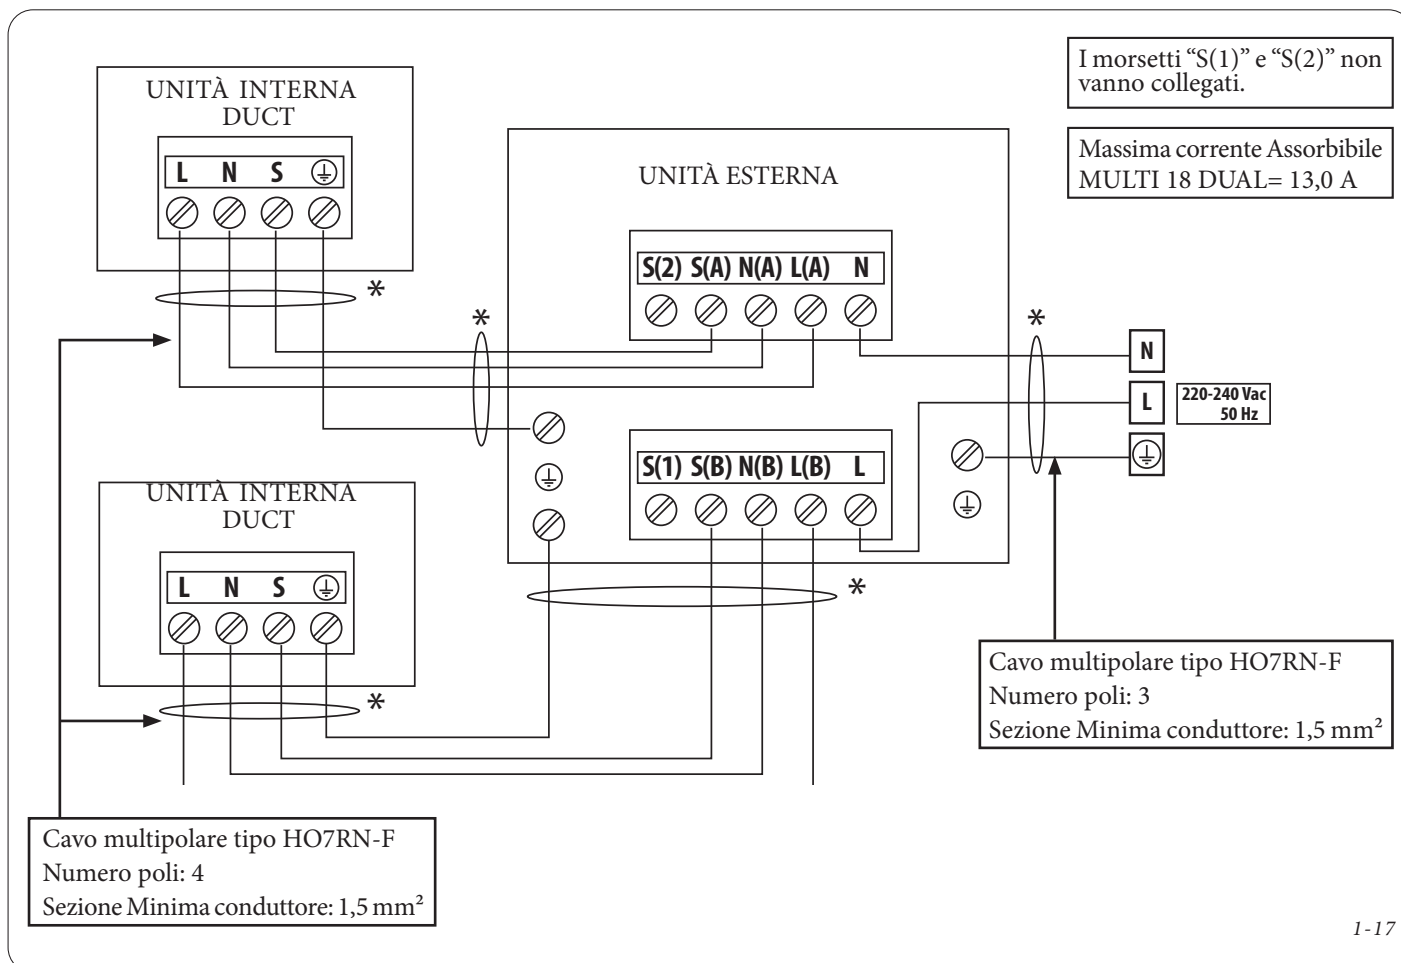 I morsetti “S(1)” e “S(2)” non
vanno collegati.
Massima corrente Assorbibile
MULTI 18 DUAL= 13,0 A
UNITÀ INTERNA
DUCT
L N S
*
UNITÀ ESTERNA
S(2) S(A) N(A) L(A) N
*
*
N
L
220-240 Vac
50 Hz
S(1) S(B) N(B) L(B) L
*
UNITÀ INTERNA
DUCT
L N S
*
Cavo multipolare tipo HO7RN-F
Numero poli: 3
Sezione Minima conduttore: 1,5 mm²
Cavo multipolare tipo HO7RN-F
Numero poli: 4
Sezione Minima conduttore: 1,5 mm²
1-17